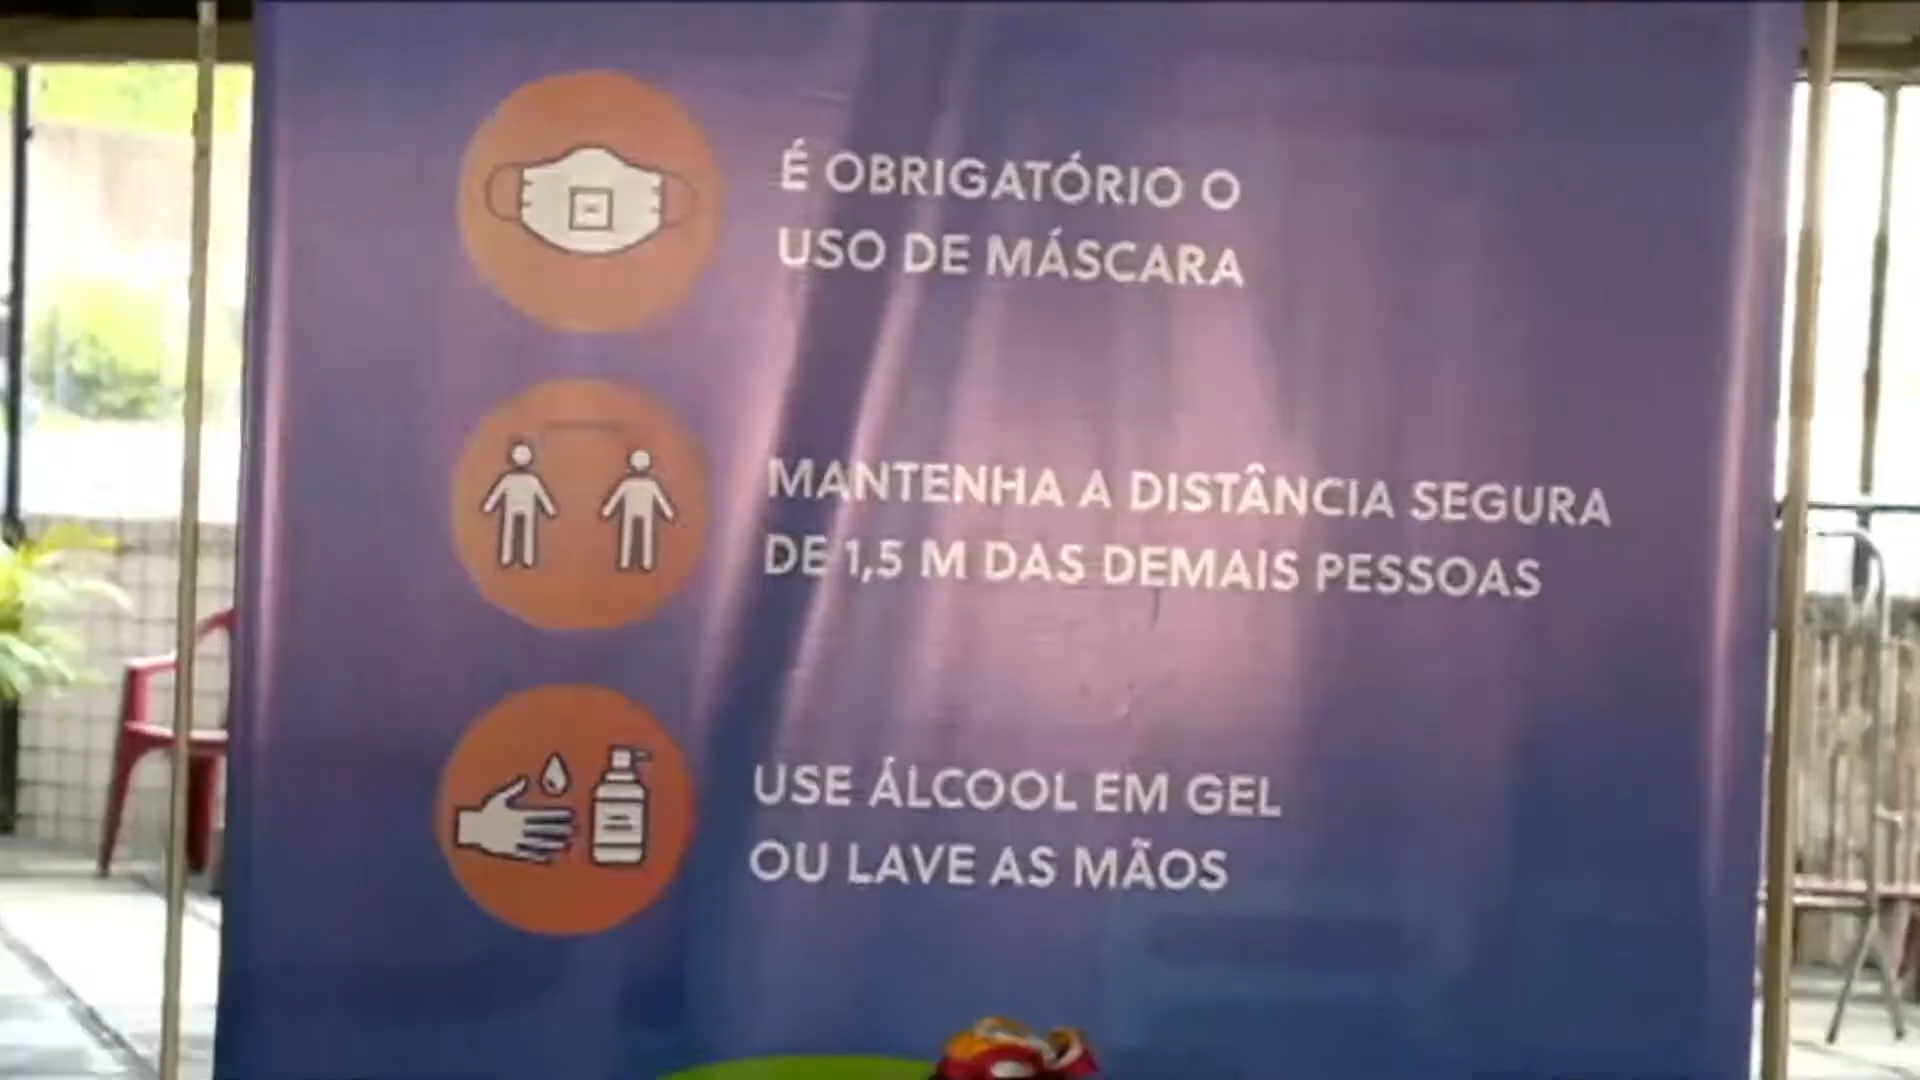 É OBRIGATÓRIO O
USO DE MÁSCARA
MANTENHA A DISTÂNCIA SEGURA
DE 1,5 M DAS DEMAIS PESSOAS
USE ÁLCOOL EM GEL
OU LAVE AS MÃOS